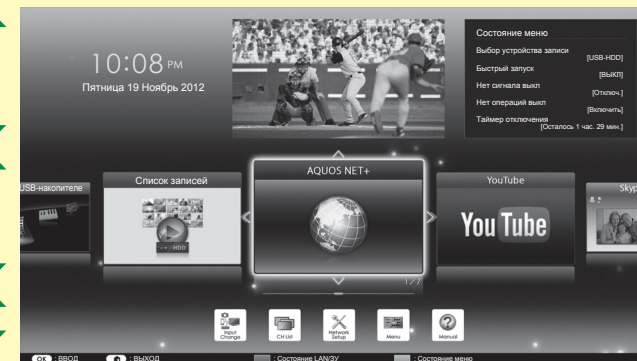 10:08 PM
Пятница 19 Ноябрь 2012
Состояние меню
Выбор устройства записи
[USB-HDD]
Быстрый запуск
[ВЫКЛ]
Нет сигнала выкл
[Отключ.]
Нет операций выкл
[Включить]
Таймер отключения
[Осталось 1 час. 29 мин.]
USB-накопителе
Список записей
HDD
AQUOS NET+
1/7
YouTube
You Tube
Skyp
Input Change
CH List
Network Setup
Menu
Manual
OK : ВВОД : ВЫХОД : Состояние LAN/ЗУ : Состояние меню